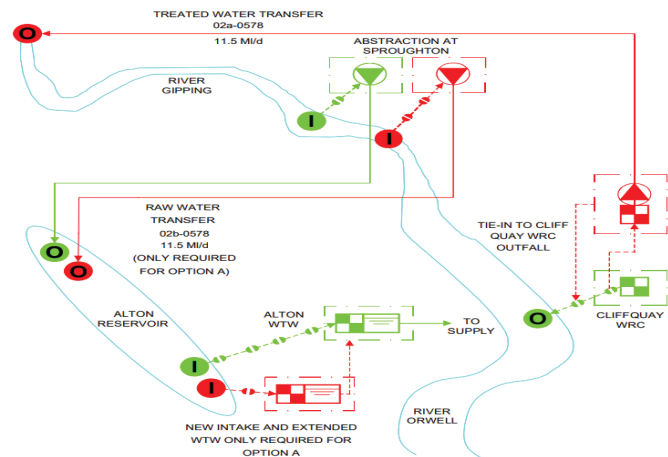 TREATED WATER TRANSFER
02a-0578
11.5 Ml/d
O
ABSTRACTION AT
SPROUGHTON
RIVER
GIPPING
I
I
RAW WATER
TRANSFER
02b-0578
11.5 Ml/d
(ONLY REQUIRED
FOR OPTION A)
O
O
TIE-IN TO CLIFF
QUAY WRC
OUTFALL
ALTON
RESERVOIR
ALTON
WTW
TO
SUPPLY
O
CLIFFQUAY
WRC
I
I
NEW INTAKE AND EXTENDED
WTW ONLY REQUIRED FOR
OPTION A
RIVER
ORWELL